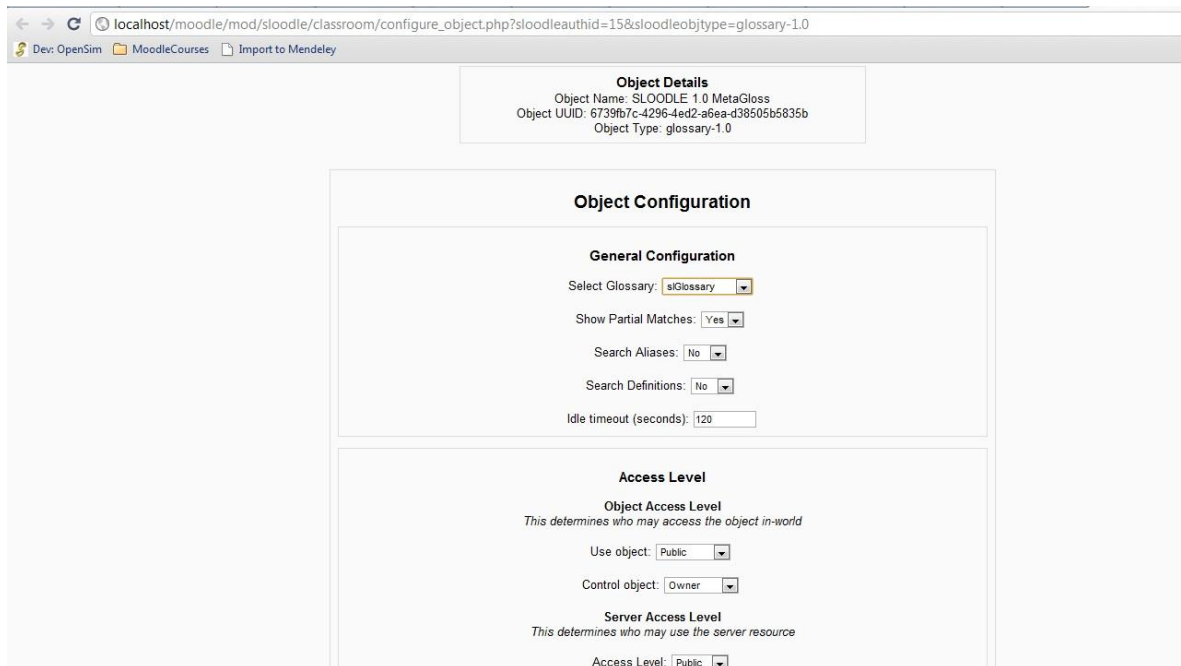 localhost/moodle/mod/sloodle/classroom/configure_object.php?sloodleauthid=15&sloodleobjtype=glossary-1.0
Dev: OpenSim MoodleCourses Import to Mendeley
Object Details
Object Name: SLOODLE 1.0 MetaGloss
Object UUID: 6739fb7c-4296-4ed2-a6ea-d38505b5835b
Object Type: glossary-1.0
Object Configuration
General Configuration
Select Glossary: slGlossary
Show Partial Matches: Yes
Search Aliases: No
Search Definitions: No
Idle timeout (seconds): 120
Access Level
Object Access Level
This determines who may access the object in-world
Use object: Public
Control object: Owner
Server Access Level
This determines who may use the server resource
Access Level: Public